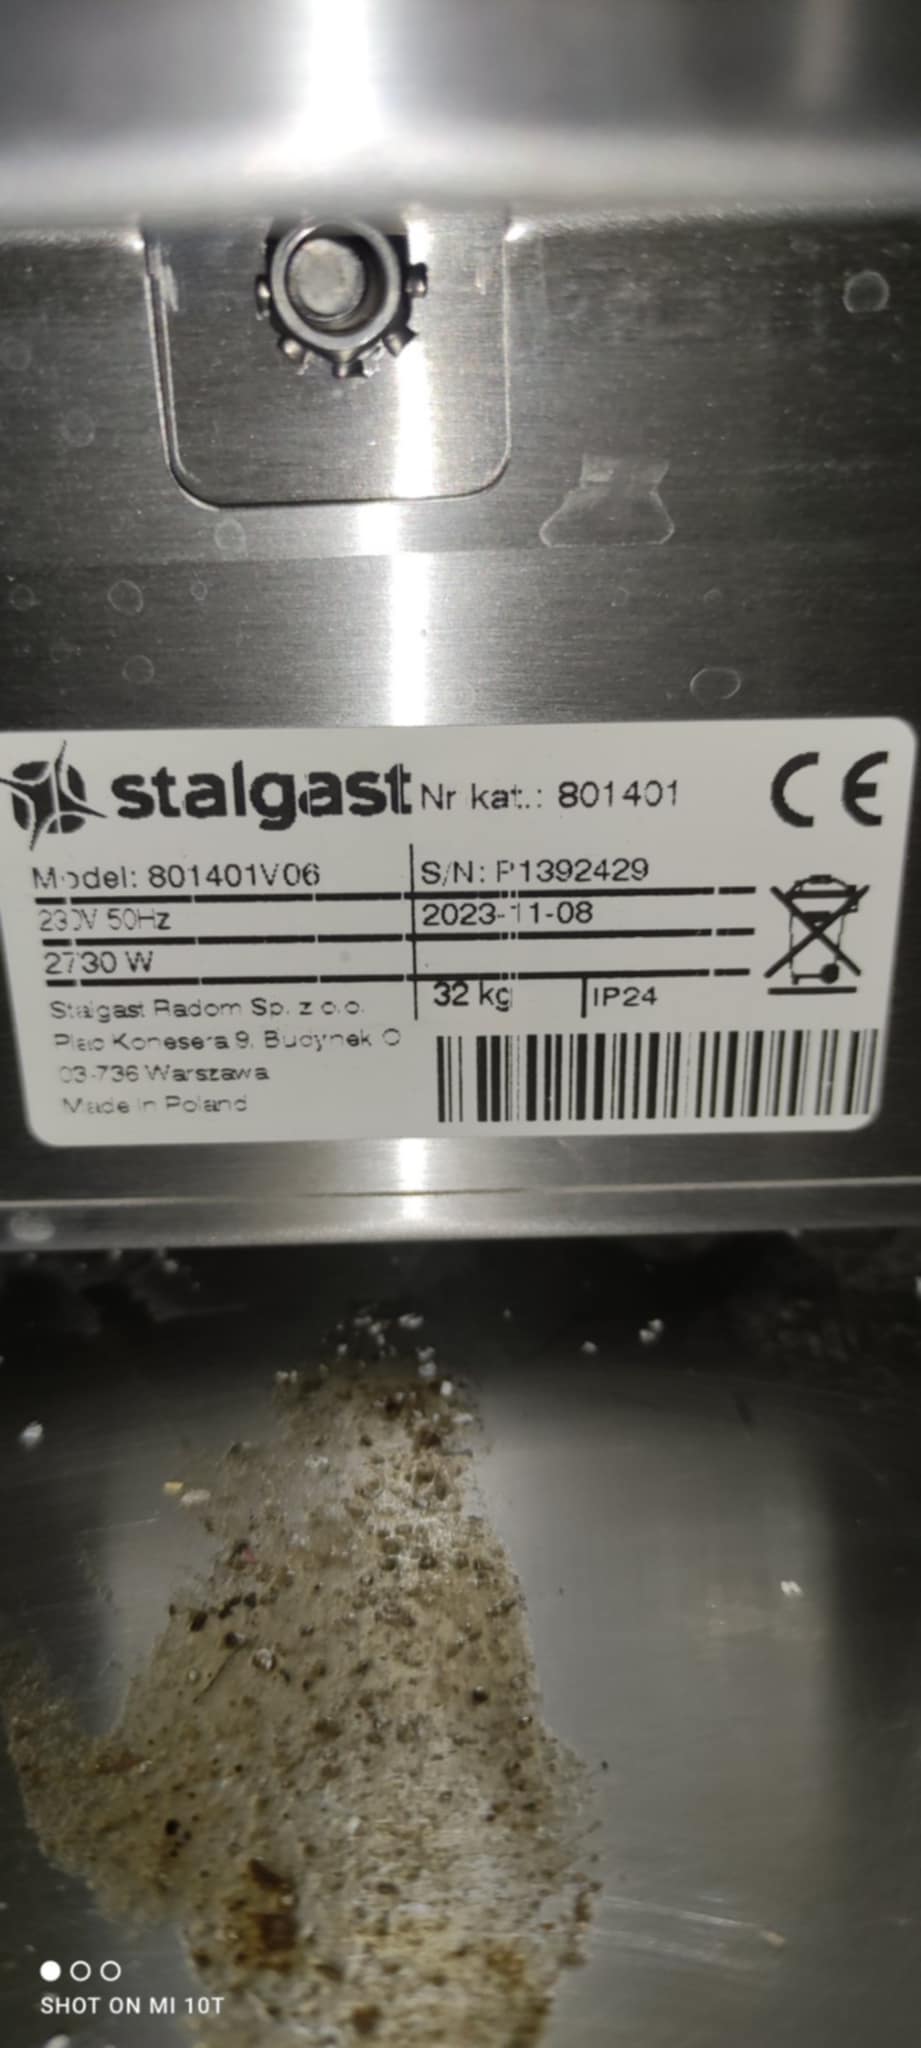 stalgast Nr kat.: 801401 CE
Model: 801401V06 S/N: P1392429
230V 50Hz 2023-11-08
2730 W
32 kg IP24
Stalgast Radom Sp. z o.o.
Plac Konesera 9, Budynek O
03-736 Warszawa
Made in Poland
SHOT ON MI 10T